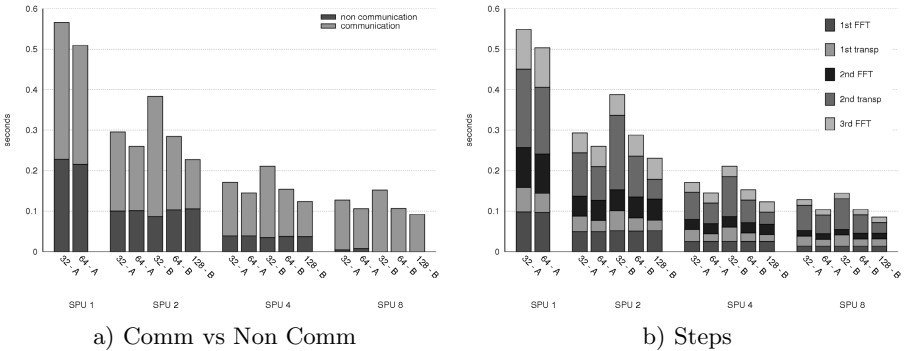 0.6
0.5
0.4
0.3
0.2
0.1
0
seconds
non communication
communication
32 - A
64 - A
32 - A
64 - A
32 - B
64 - B
128 - B
32 - A
64 - A
32 - B
64 - B
128 - B
32 - A
64 - A
32 - B
64 - B
128 - B
SPU 1
SPU 2
SPU 4
SPU 8
a) Comm vs Non Comm
0.6
0.5
0.4
0.3
0.2
0.1
0
seconds
1st FFT
1st transp
2nd FFT
2nd transp
3rd FFT
32 - A
64 - A
32 - A
64 - A
32 - B
64 - B
128 - B
32 - A
64 - A
32 - B
64 - B
128 - B
32 - A
64 - A
32 - B
64 - B
128 - B
SPU 1
SPU 2
SPU 4
SPU 8
b) Steps